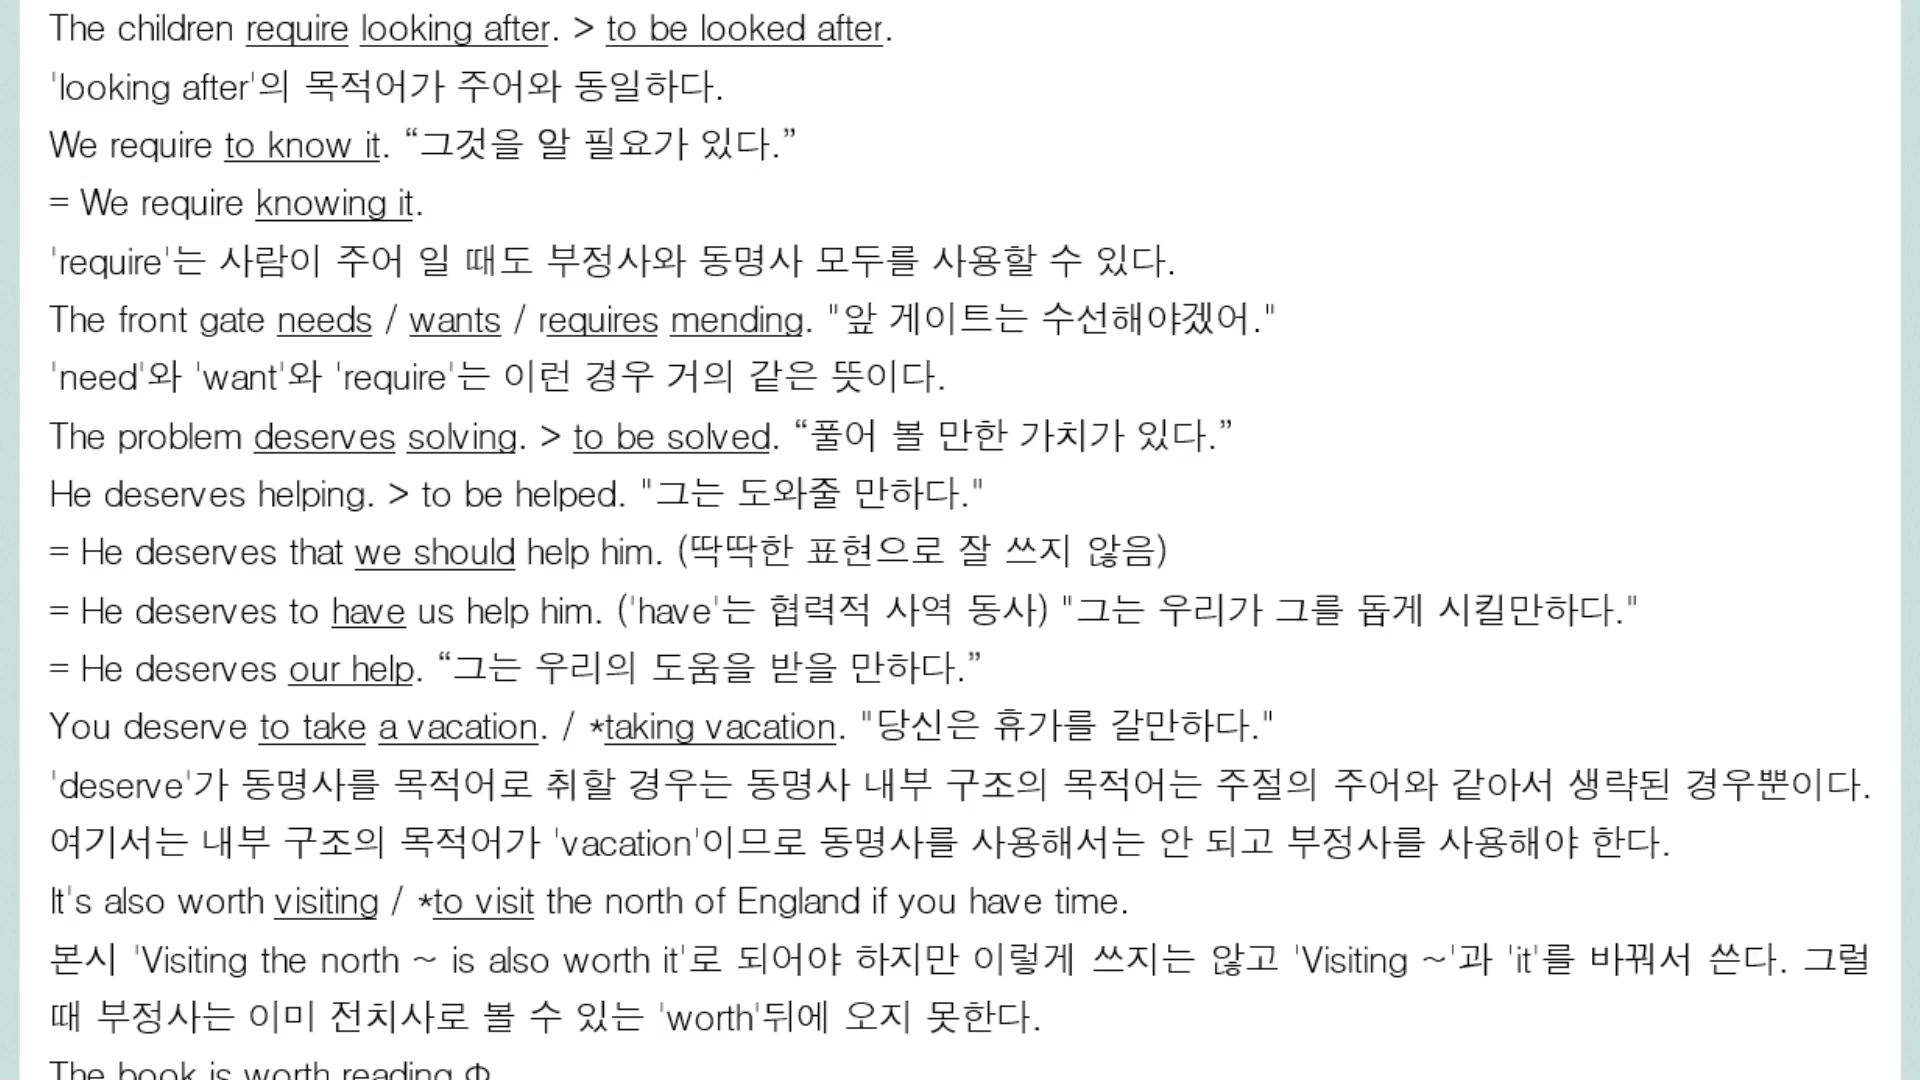 The children require looking after. > to be looked after.
'looking after'의 목적어가 주어와 동일하다.
We require to know it. “그것을 알 필요가 있다.”
= We require knowing it.
'require'는 사람이 주어 일 때도 부정사와 동명사 모두를 사용할 수 있다.
The front gate needs / wants / requires mending. "앞 게이트는 수선해야겠어."
'need'와 'want'와 'require'는 이런 경우 거의 같은 뜻이다.
The problem deserves solving. > to be solved. “풀어 볼 만한 가치가 있다.”
He deserves helping. > to be helped. "그는 도와줄 만하다."
= He deserves that we should help him. (딱딱한 표현으로 잘 쓰지 않음)
= He deserves to have us help him. ('have'는 협력적 사역 동사) "그는 우리가 그를 돕게 시킬만하다."
= He deserves our help. “그는 우리의 도움을 받을 만하다.”
You deserve to take a vacation. / *taking vacation. "당신은 휴가를 갈만하다."
'deserve'가 동명사를 목적어로 취할 경우는 동명사 내부 구조의 목적어는 주절의 주어와 같아서 생략된 경우뿐이다.
여기서는 내부 구조의 목적어가 'vacation'이므로 동명사를 사용해서는 안 되고 부정사를 사용해야 한다.
It's also worth visiting / *to visit the north of England if you have time.
본시 'Visiting the north ~ is also worth it'로 되어야 하지만 이렇게 쓰지는 않고 'Visiting ~'과 'it'를 바꿔서 쓴다. 그럴
때 부정사는 이미 전치사로 볼 수 있는 'worth'뒤에 오지 못한다.
The book is worth reading Φ